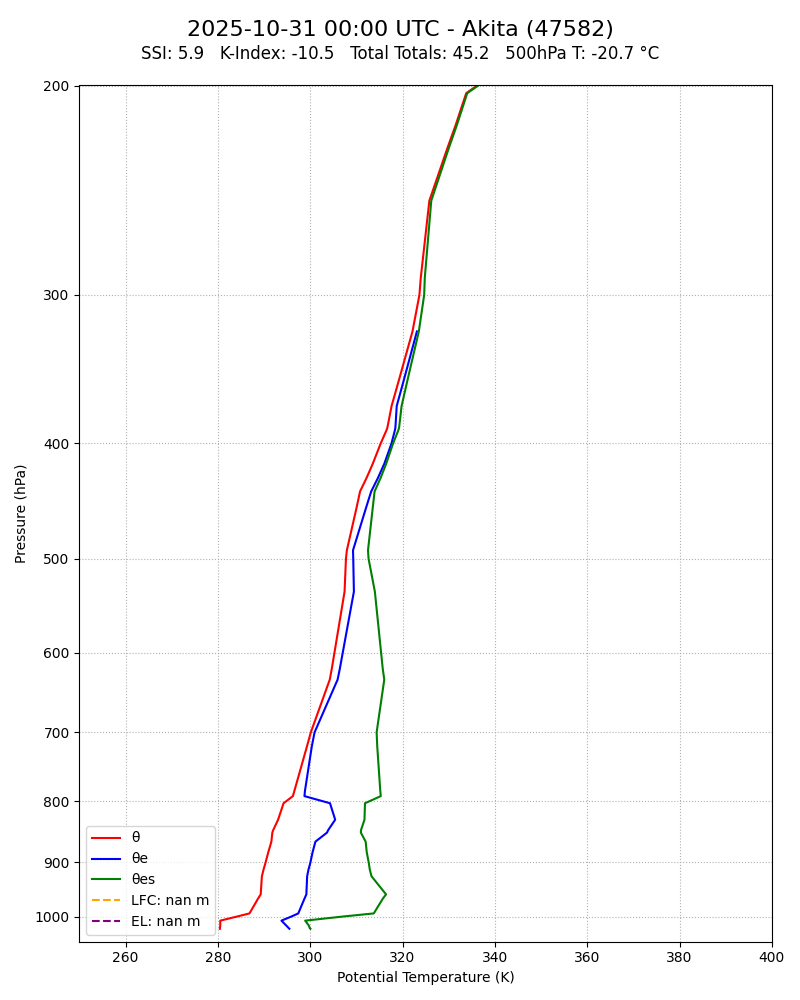 2025-10-31 00:00 UTC - Akita (47582)
SSI: 5.9   K-Index: -10.5   Total Totals: 45.2   500hPa T: -20.7 °C
200
300
400
500
600
700
800
900
1000
Pressure (hPa)
θ
θe
θes
LFC: nan m
EL: nan m
260 280 300 320 340 360 380 400
Potential Temperature (K)